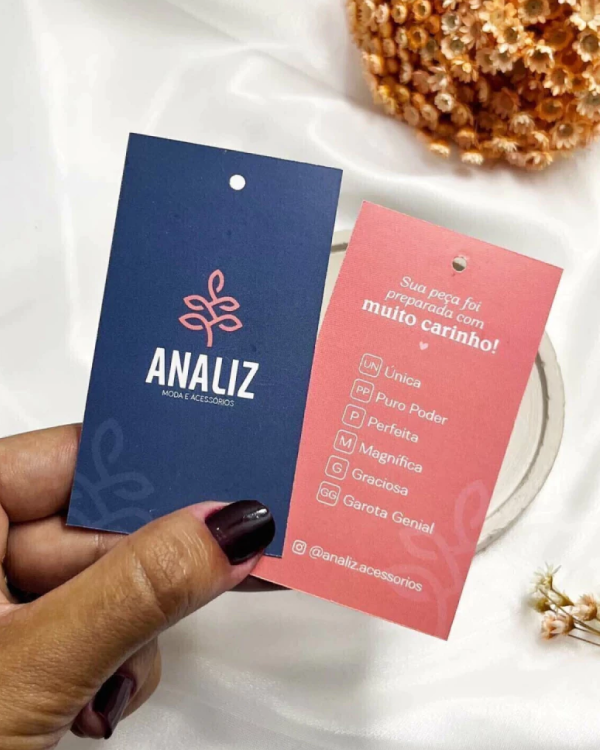 ANALIZ
MODA E ACESSÓRIOS
Sua peça foi
preparada com
muito carinho!
UN Única
PP Puro Poder
P Perfeita
M Magnífica
G Graciosa
GG Garota Genial
@analiz.acessorios